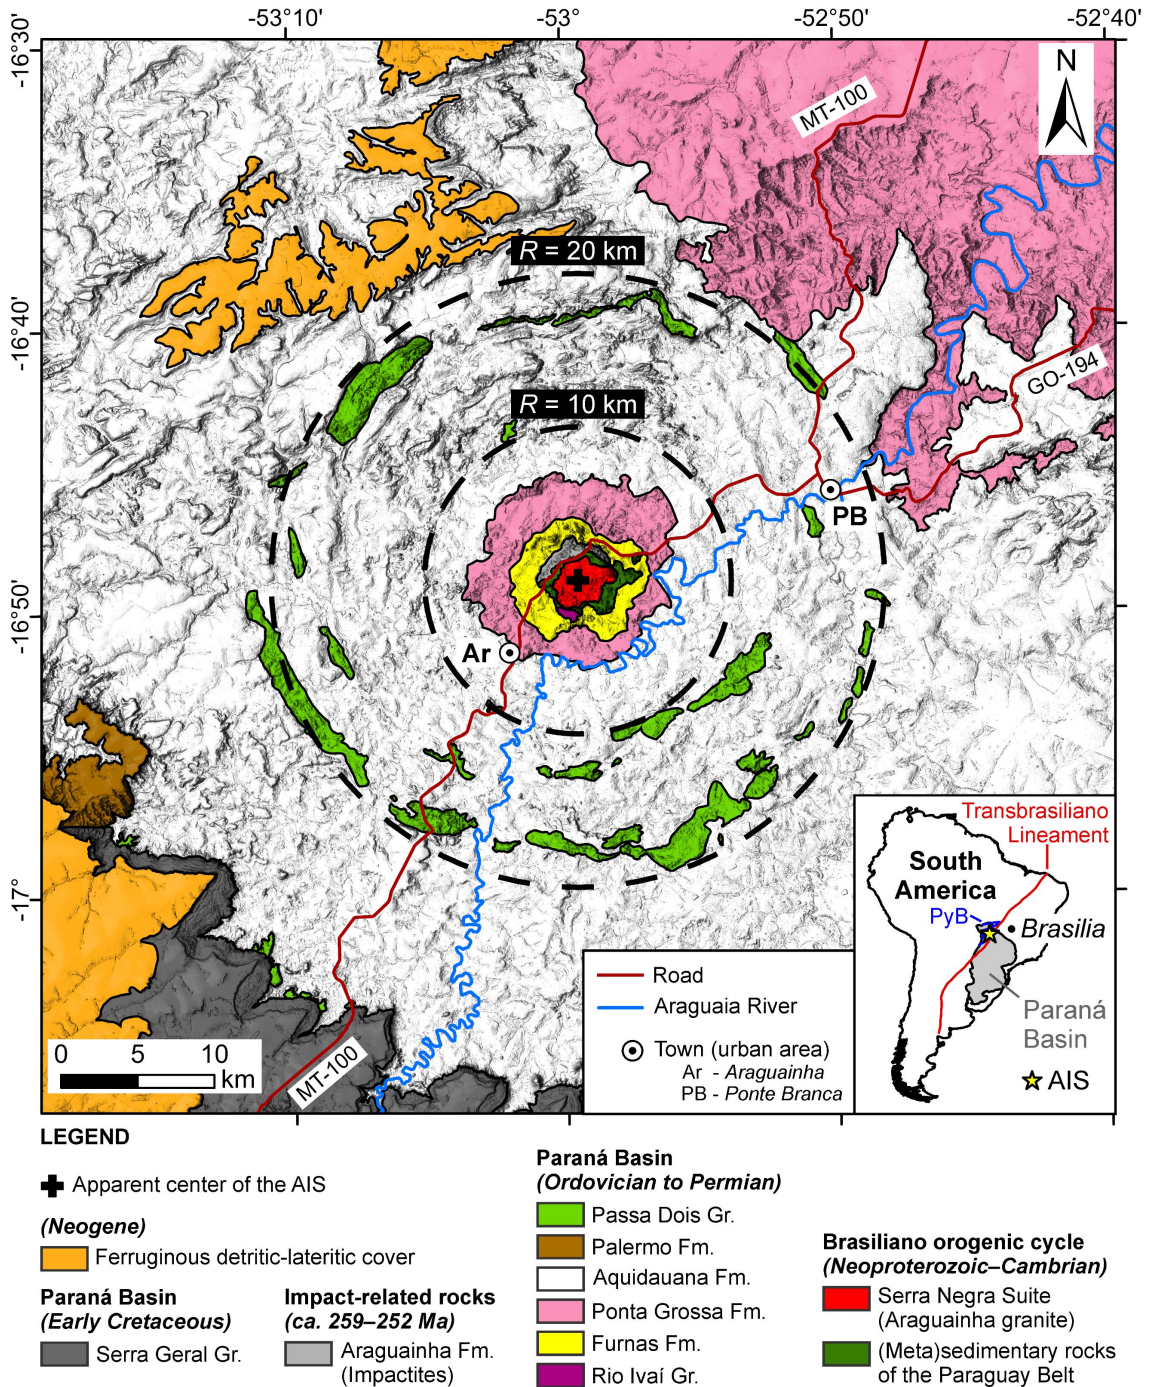 -53°10'
-53°
-52°50'
-52°40'
-16°30'
-16°40'
-16°50'
-17°
N
MT-100
R = 20 km
GO-194
R = 10 km
PB
Ar
MT-100
0 5 10
km
Road
Araguaia River
Town (urban area)
Ar - Araguainha
PB - Ponte Branca
Transbrasiliano
Lineament
South
America
PyB
Brasilia
Paraná
Basin
AIS
LEGEND
Apparent center of the AIS
(Neogene)
Ferruginous detritic-lateritic cover
Paraná Basin
(Early Cretaceous)
Serra Geral Gr.
Impact-related rocks
(ca. 259–252 Ma)
Araguainha Fm.
(Impactites)
Paraná Basin
(Ordovician to Permian)
Passa Dois Gr.
Palermo Fm.
Aquidauana Fm.
Ponta Grossa Fm.
Furnas Fm.
Rio Ivaí Gr.
Brasiliano orogenic cycle
(Neoproterozoic–Cambrian)
Serra Negra Suite
(Araguainha granite)
(Meta)sedimentary rocks
of the Paraguay Belt